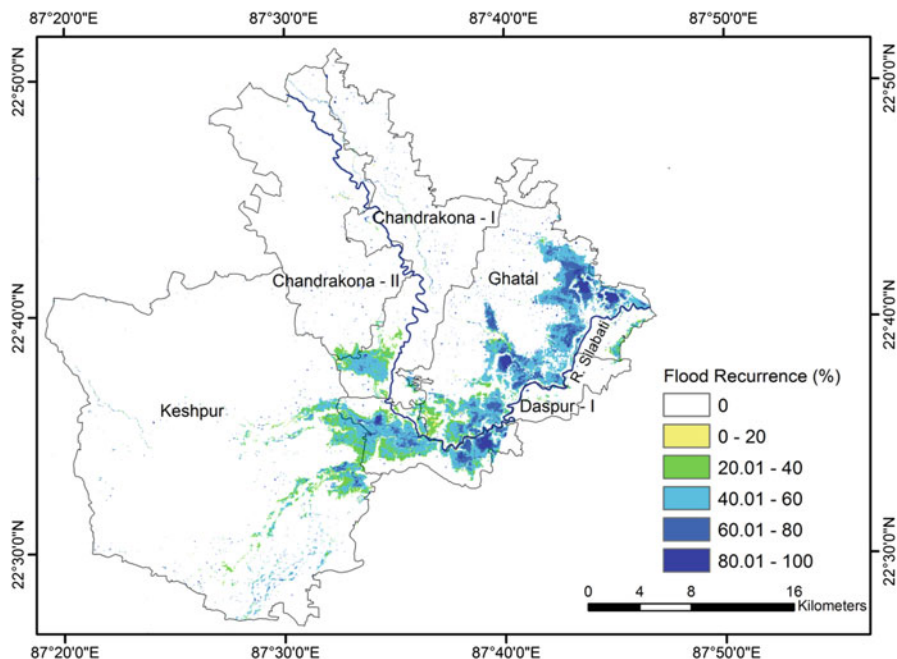 87°20'0"E 87°30'0"E 87°40'0"E 87°50'0"E
22°50'0"N 22°50'0"N
Chandrakona - I
Chandrakona - II
Ghatal
22°40'0"N 22°40'0"N
R. Silabati
Keshpur
Daspur - I
22°30'0"N 22°30'0"N
Flood Recurrence (%)
0
0 - 20
20.01 - 40
40.01 - 60
60.01 - 80
80.01 - 100
0 4 8 16
Kilometers
87°20'0"E 87°30'0"E 87°40'0"E 87°50'0"E